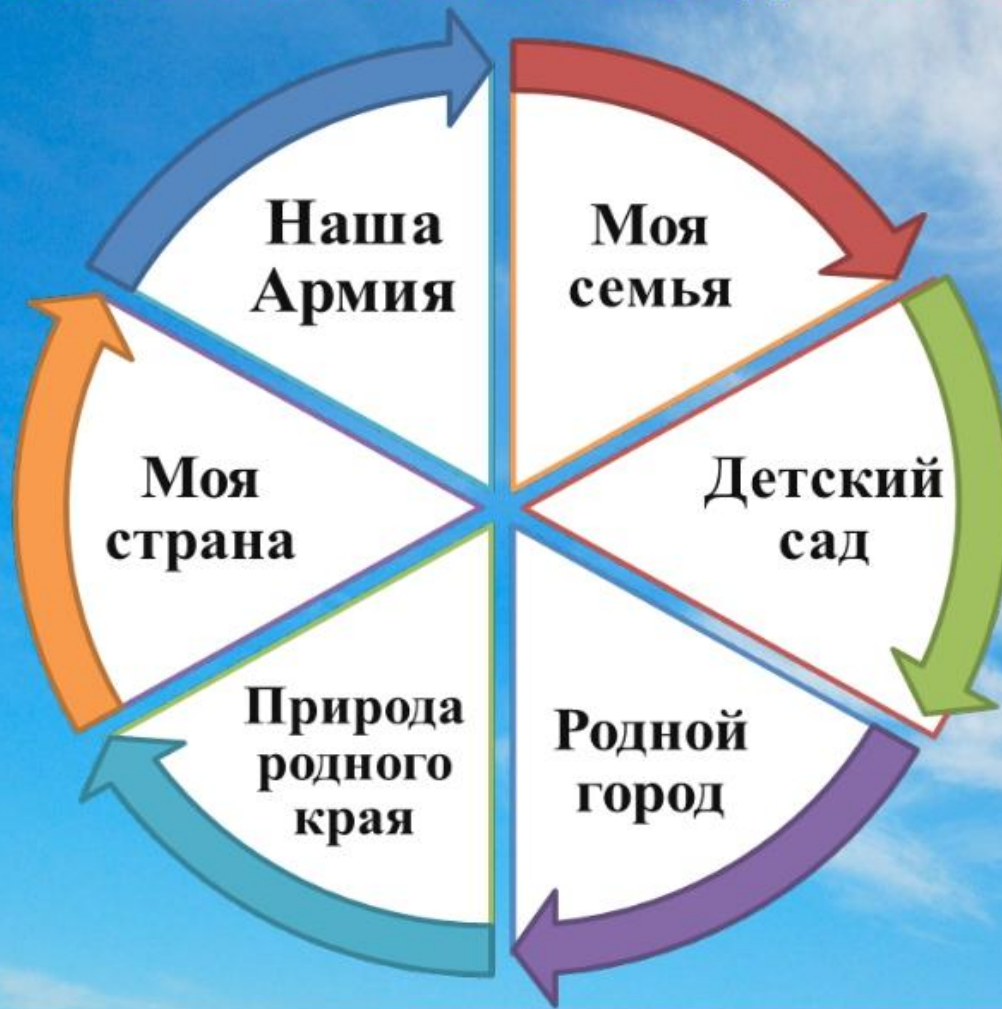 Наша
Армия
Моя
семья
Детский
сад
Родной
город
Природа
родного
края
Моя
страна